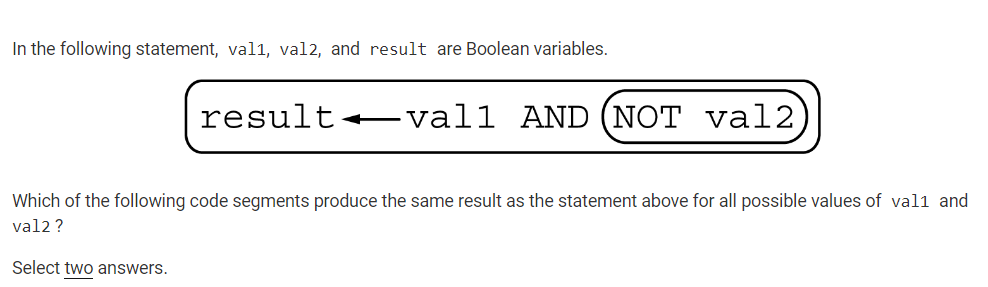 In the following statement, val1, val2, and result are Boolean variables.
result ← val1 AND NOT val2
Which of the following code segments produce the same result as the statement above for all possible values of val1 and
val2 ?
Select two answers.